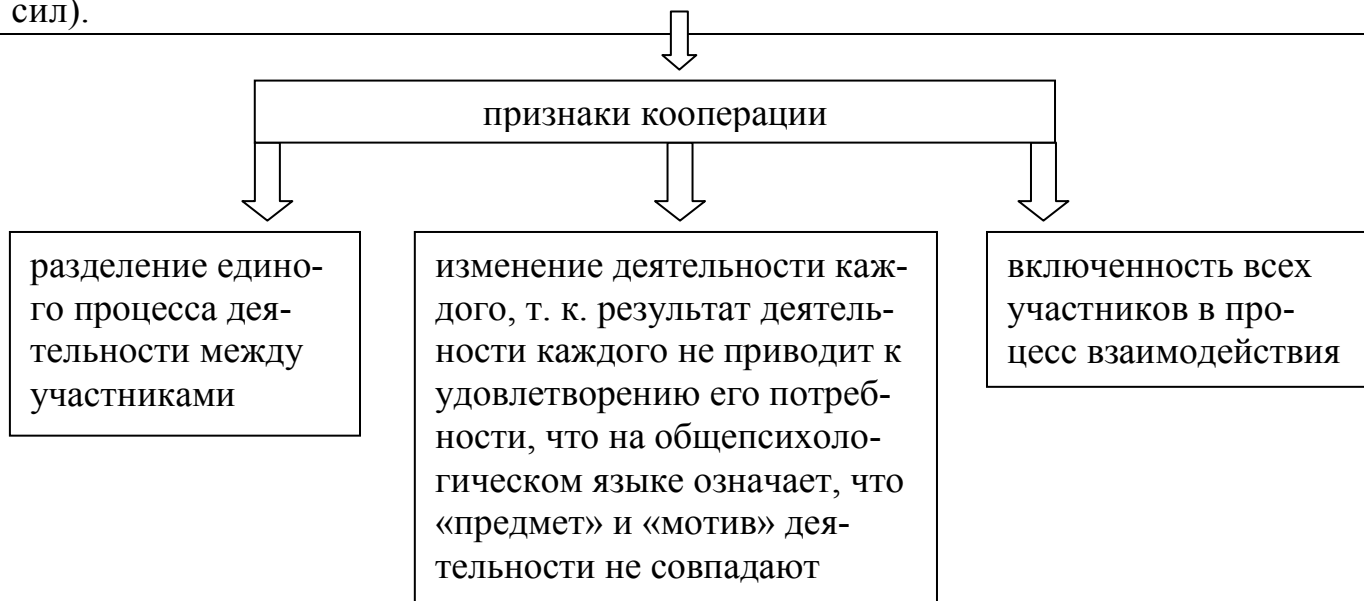 сил).
признаки кооперации
разделение едино-
го процесса дея-
тельности между
участниками
изменение деятельности каж-
дого, т. к. результат деятель-
ности каждого не приводит к
удовлетворению его потреб-
ности, что на общепсихоло-
гическом языке означает, что
«предмет» и «мотив» дея-
тельности не совпадают
включенность всех
участников в про-
цесс взаимодействия